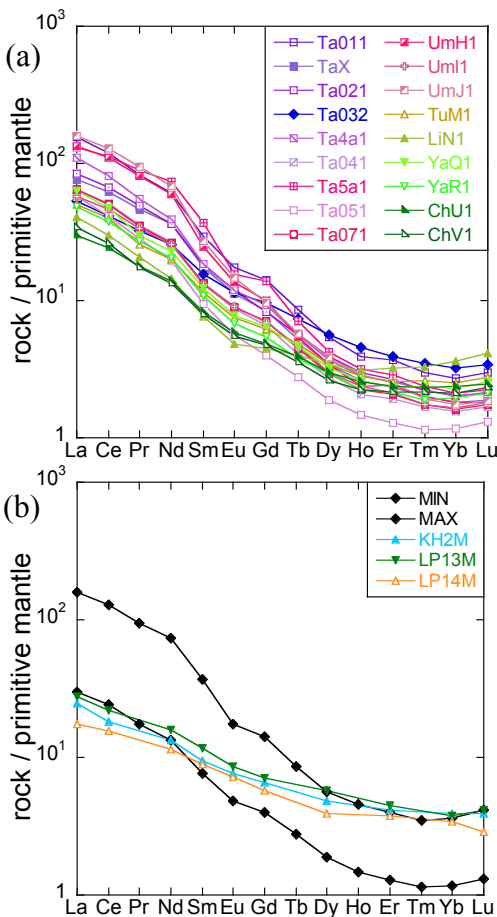 (a)
10³
10²
10¹
1
rock / primitive mantle
Ta011 UmH1
TaX UmI1
Ta021 UmJ1
Ta032 TuM1
Ta4a1 LiN1
Ta041 YaQ1
Ta5a1 YaR1
Ta051 ChU1
Ta071 ChV1
La Ce Pr Nd Sm Eu Gd Tb Dy Ho Er Tm Yb Lu
(b)
10³
10²
10¹
1
rock / primitive mantle
MIN
MAX
KH2M
LP13M
LP14M
La Ce Pr Nd Sm Eu Gd Tb Dy Ho Er Tm Yb Lu